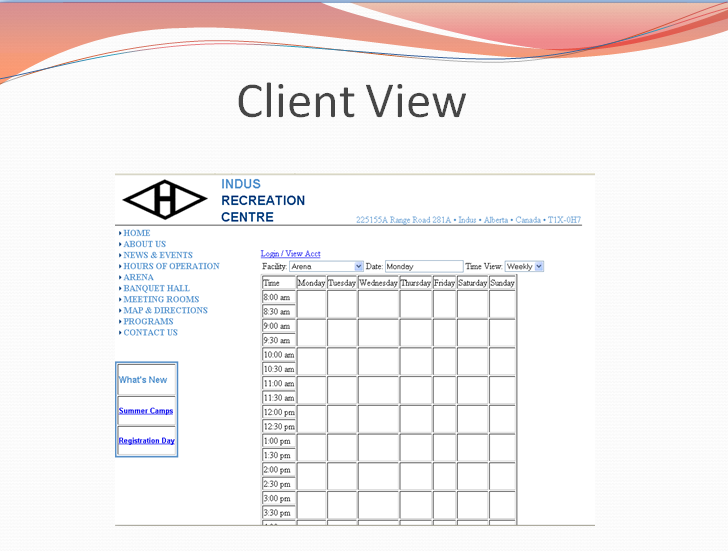 Client View
H
INDUS
RECREATION
CENTRE
225155A Range Road 281A • Indus • Alberta • Canada • T1X-0H7
HOME
ABOUT US
NEWS & EVENTS
HOURS OF OPERATION
ARENA
BANQUET HALL
MEETING ROOMS
MAP & DIRECTIONS
PROGRAMS
CONTACT US
What's New
Summer Camps
Registration Day
Login / View Acct
Facility: Arena Date: Monday Time View: Weekly
Time Monday Tuesday Wednesday Thursday Friday Saturday Sunday
8:00 am
8:30 am
9:00 am
9:30 am
10:00 am
10:30 am
11:00 am
11:30 am
12:00 pm
12:30 pm
1:00 pm
1:30 pm
2:00 pm
2:30 pm
3:00 pm
3:30 pm